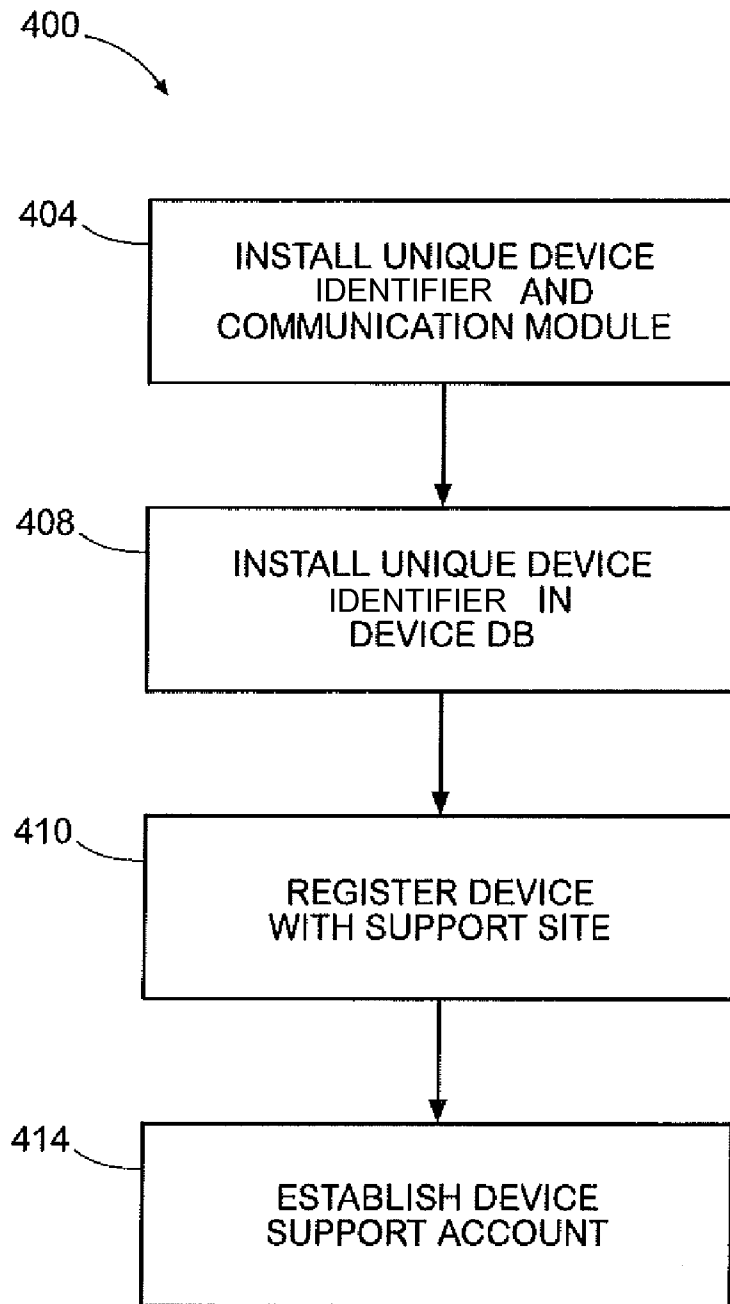 400
404
INSTALL UNIQUE DEVICE
IDENTIFIER AND
COMMUNICATION MODULE
408
INSTALL UNIQUE DEVICE
IDENTIFIER IN
DEVICE DB
410
REGISTER DEVICE
WITH SUPPORT SITE
414
ESTABLISH DEVICE
SUPPORT ACCOUNT